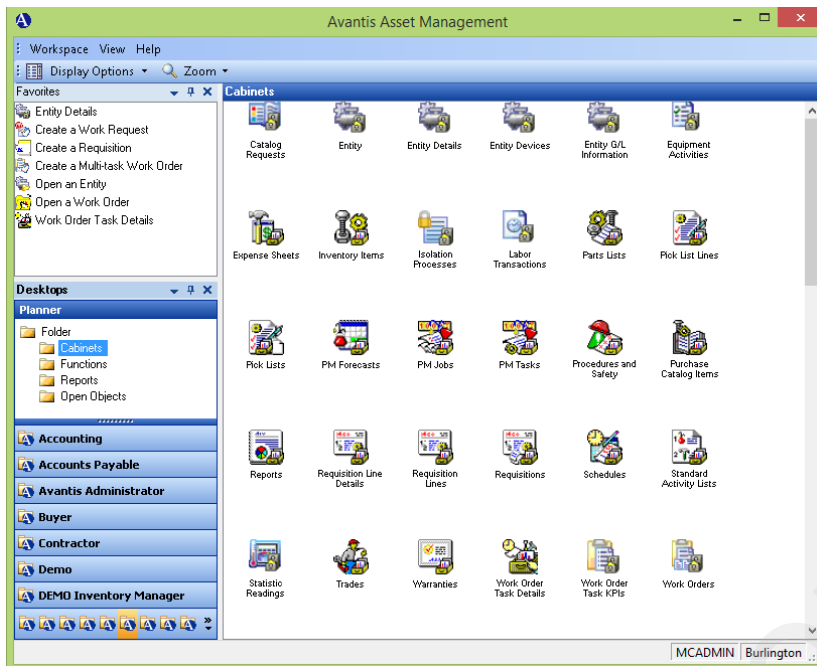 Avantis Asset Management
Workspace View Help
Display Options Zoom
Favorites
Entity Details
Create a Work Request
Create a Requisition
Create a Multi-task Work Order
Open an Entity
Open a Work Order
Work Order Task Details
Desktops
Planner
Folder
Cabinets
Functions
Reports
Open Objects
Accounting
Accounts Payable
Avantis Administrator
Buyer
Contractor
Demo
DEMO Inventory Manager
Cabinets
Catalog
Requests
Entity
Entity Details
Entity Devices
Entity G/L
Information
Equipment
Activities
Expense Sheets
Inventory Items
Isolation
Processes
Labor
Transactions
Parts Lists
Pick List Lines
Pick Lists
PM Forecasts
PM Jobs
PM Tasks
Procedures and
Safety
Purchase
Catalog Items
Reports
Requisition Line
Details
Requisition
Lines
Requisitions
Schedules
Standard
Activity Lists
Statistic
Readings
Trades
Warranties
Work Order
Task Details
Work Order
Task KPIs
Work Orders
MCADMIN Burlington